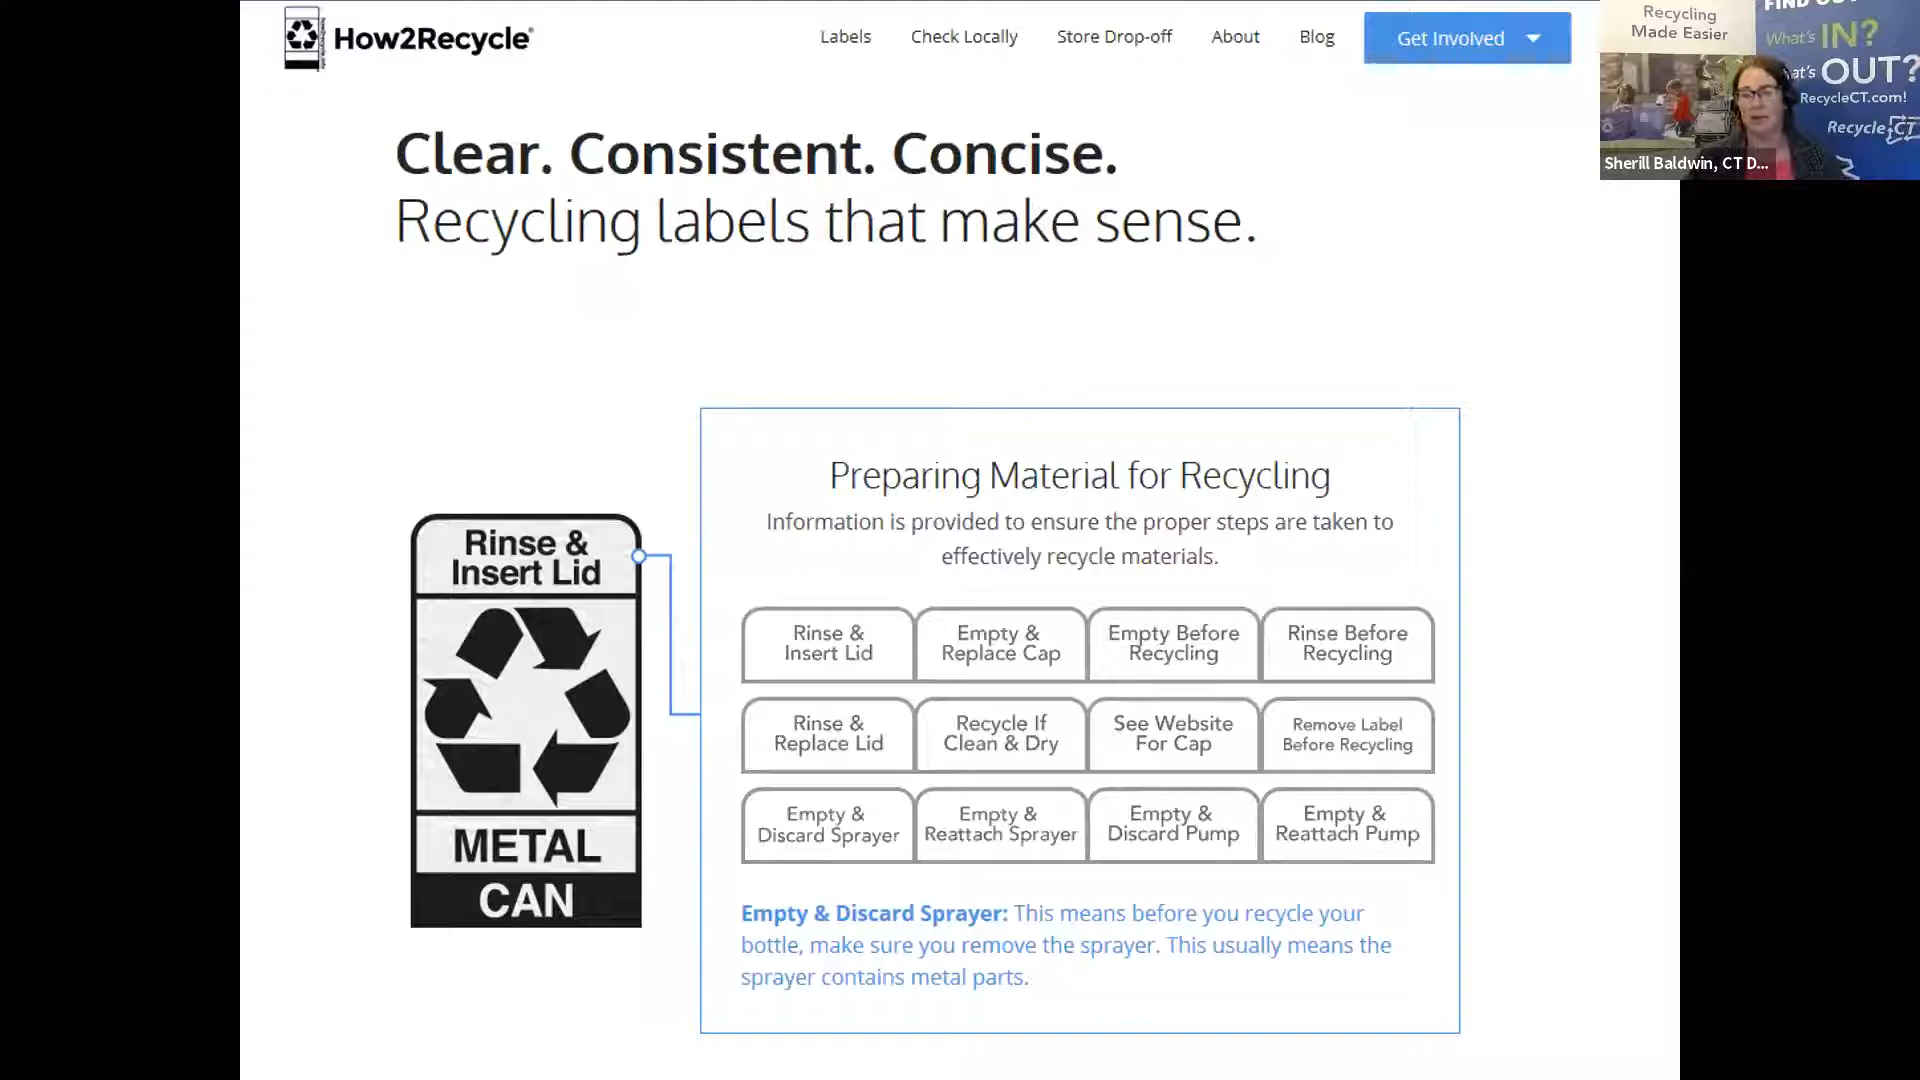 How2Recycle®
Labels
Check Locally
Store Drop-off
About
Blog
Get Involved
Recycling
Made Easier
What's IN?
OUT?
RecycleCT.com!
RecycleCT
Sherill Baldwin, CT D...
Clear. Consistent. Concise.
Recycling labels that make sense.
Rinse &
Insert Lid
METAL
CAN
Preparing Material for Recycling
Information is provided to ensure the proper steps are taken to
effectively recycle materials.
Rinse &
Insert Lid
Empty &
Replace Cap
Empty Before
Recycling
Rinse Before
Recycling
Rinse &
Replace Lid
Recycle If
Clean & Dry
See Website
For Cap
Remove Label
Before Recycling
Empty &
Discard Sprayer
Empty &
Reattach Sprayer
Empty &
Discard Pump
Empty &
Reattach Pump
Empty & Discard Sprayer: This means before you recycle your
bottle, make sure you remove the sprayer. This usually means the
sprayer contains metal parts.